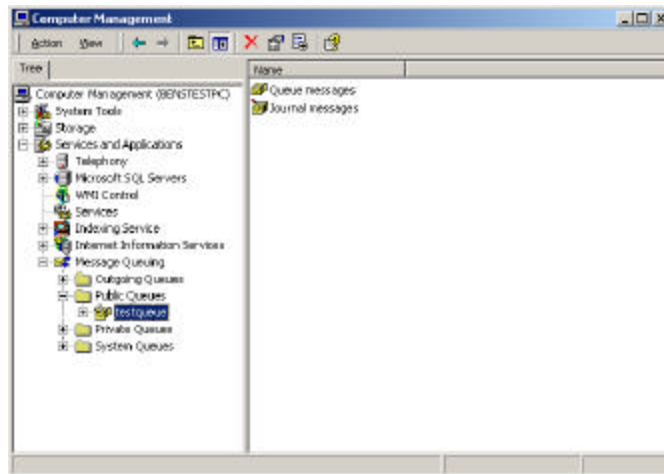 Computer Management
Action View
Tree
Name
Computer Management (BENSTESTPC)
System Tools
Storage
Services and Applications
Telephony
Microsoft SQL Servers
WMI Control
Services
Indexing Service
Internet Information Services
Message Queuing
Outgoing Queues
Public Queues
testqueue
Private Queues
System Queues
Queue messages
Journal messages